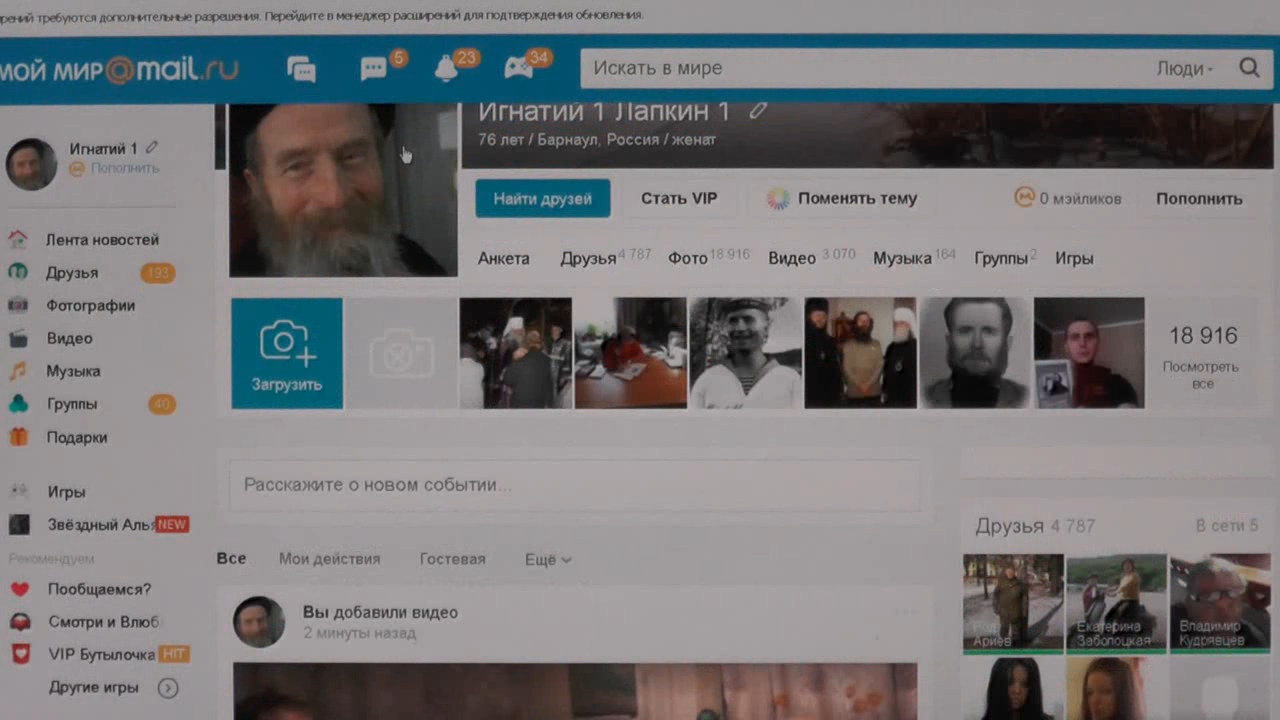 рений требуются дополнительные разрешения. Перейдите в менеджер расширений для подтверждения обновления.
МОЙ МИР@mail.ru
5
23
34
Искать в мире
Люди
Игнатий 1 Лапкин 1
76 лет / Барнаул, Россия / женат
Игнатий 1
Пополнить
Найти друзей
Стать VIP
Поменять тему
0 мэйликов
Пополнить
Анкета
Друзья 4 787
Фото 18 916
Видео 3 070
Музыка 164
Группы 2
Игры
Лента новостей
Друзья
193
Фотографии
Видео
Музыка
Группы
40
Подарки
Игры
Звёздный Аль
NEW
Рекомендуем
Пообщаемся?
Смотри и Влюб
VIP Бутылочка
HIT
Другие игры
Загрузить
18 916
Посмотреть
все
Расскажите о новом событии...
Все
Мои действия
Гостевая
Ещё
Вы добавили видео
2 минуты назад
Друзья 4 787
В сети 5
Ариев
Екатерина
Заболоцкая
Владимир
Кудрявцев